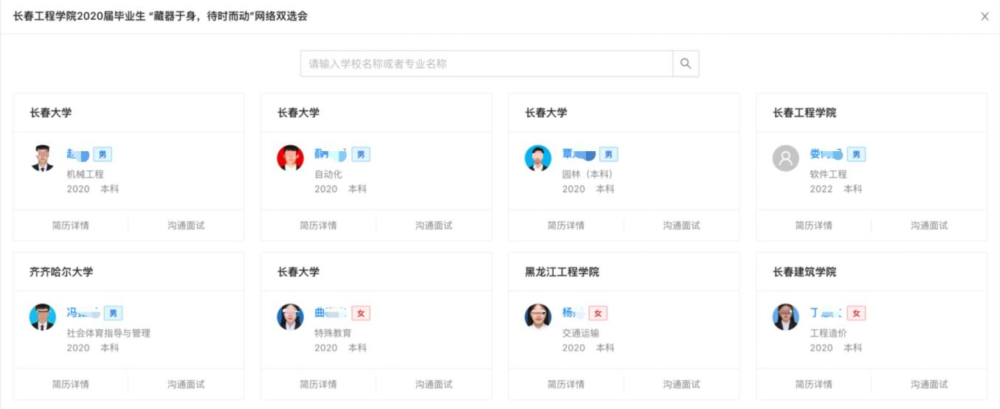 长春工程学院2020届毕业生 “藏器于身，待时而动”网络双选会
请输入学校名称或者专业名称
长春大学
赵 男
机械工程
2020 本科
简历详情 沟通面试
长春大学
薛 男
自动化
2020 本科
简历详情 沟通面试
长春大学
覃 男
园林（本科）
2020 本科
简历详情 沟通面试
长春工程学院
娄 男
软件工程
2022 本科
简历详情 沟通面试
齐齐哈尔大学
冯 男
社会体育指导与管理
2020 本科
简历详情 沟通面试
长春大学
曲 女
特殊教育
2020 本科
简历详情 沟通面试
黑龙江工程学院
杨 女
交通运输
2020 本科
简历详情 沟通面试
长春建筑学院
丁 女
工程造价
2020 本科
简历详情 沟通面试